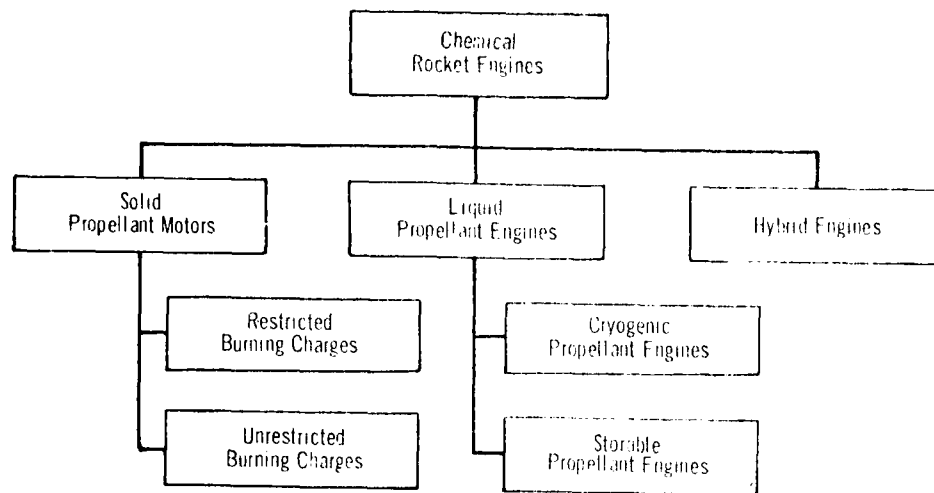 Chemical
Rocket Engines
Solid
Propellant Motors
Liquid
Propellant Engines
Hybrid Engines
Restricted
Burning Charges
Cryogenic
Propellant Engines
Unrestricted
Burning Charges
Storable
Propellant Engines